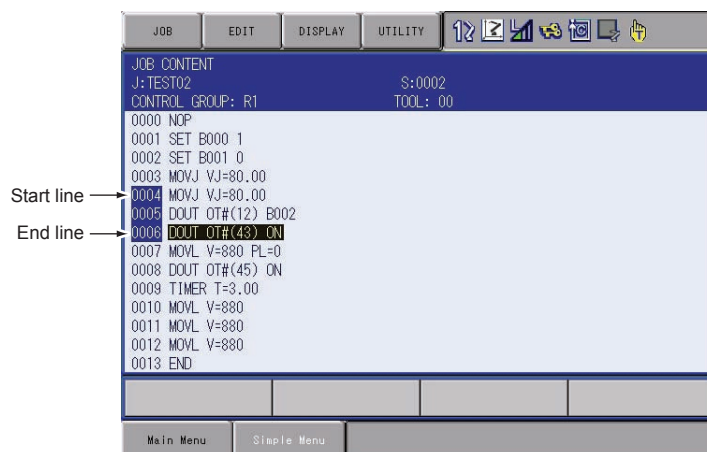 JOB EDIT DISPLAY UTILITY
JOB CONTENT
J:TEST02 S:0002
CONTROL GROUP: R1 TOOL: 00
0000 NOP
0001 SET B000 1
0002 SET B001 0
0003 MOVJ VJ=80.00
Start line 0004 MOVJ VJ=80.00
0005 DOUT OT#(12) B002
End line 0006 DOUT OT#(43) ON
0007 MOVL V=880 PL=0
0008 DOUT OT#(45) ON
0009 TIMER T=3.00
0010 MOVL V=880
0011 MOVL V=880
0012 MOVL V=880
0013 END
Main Menu Simple Menu